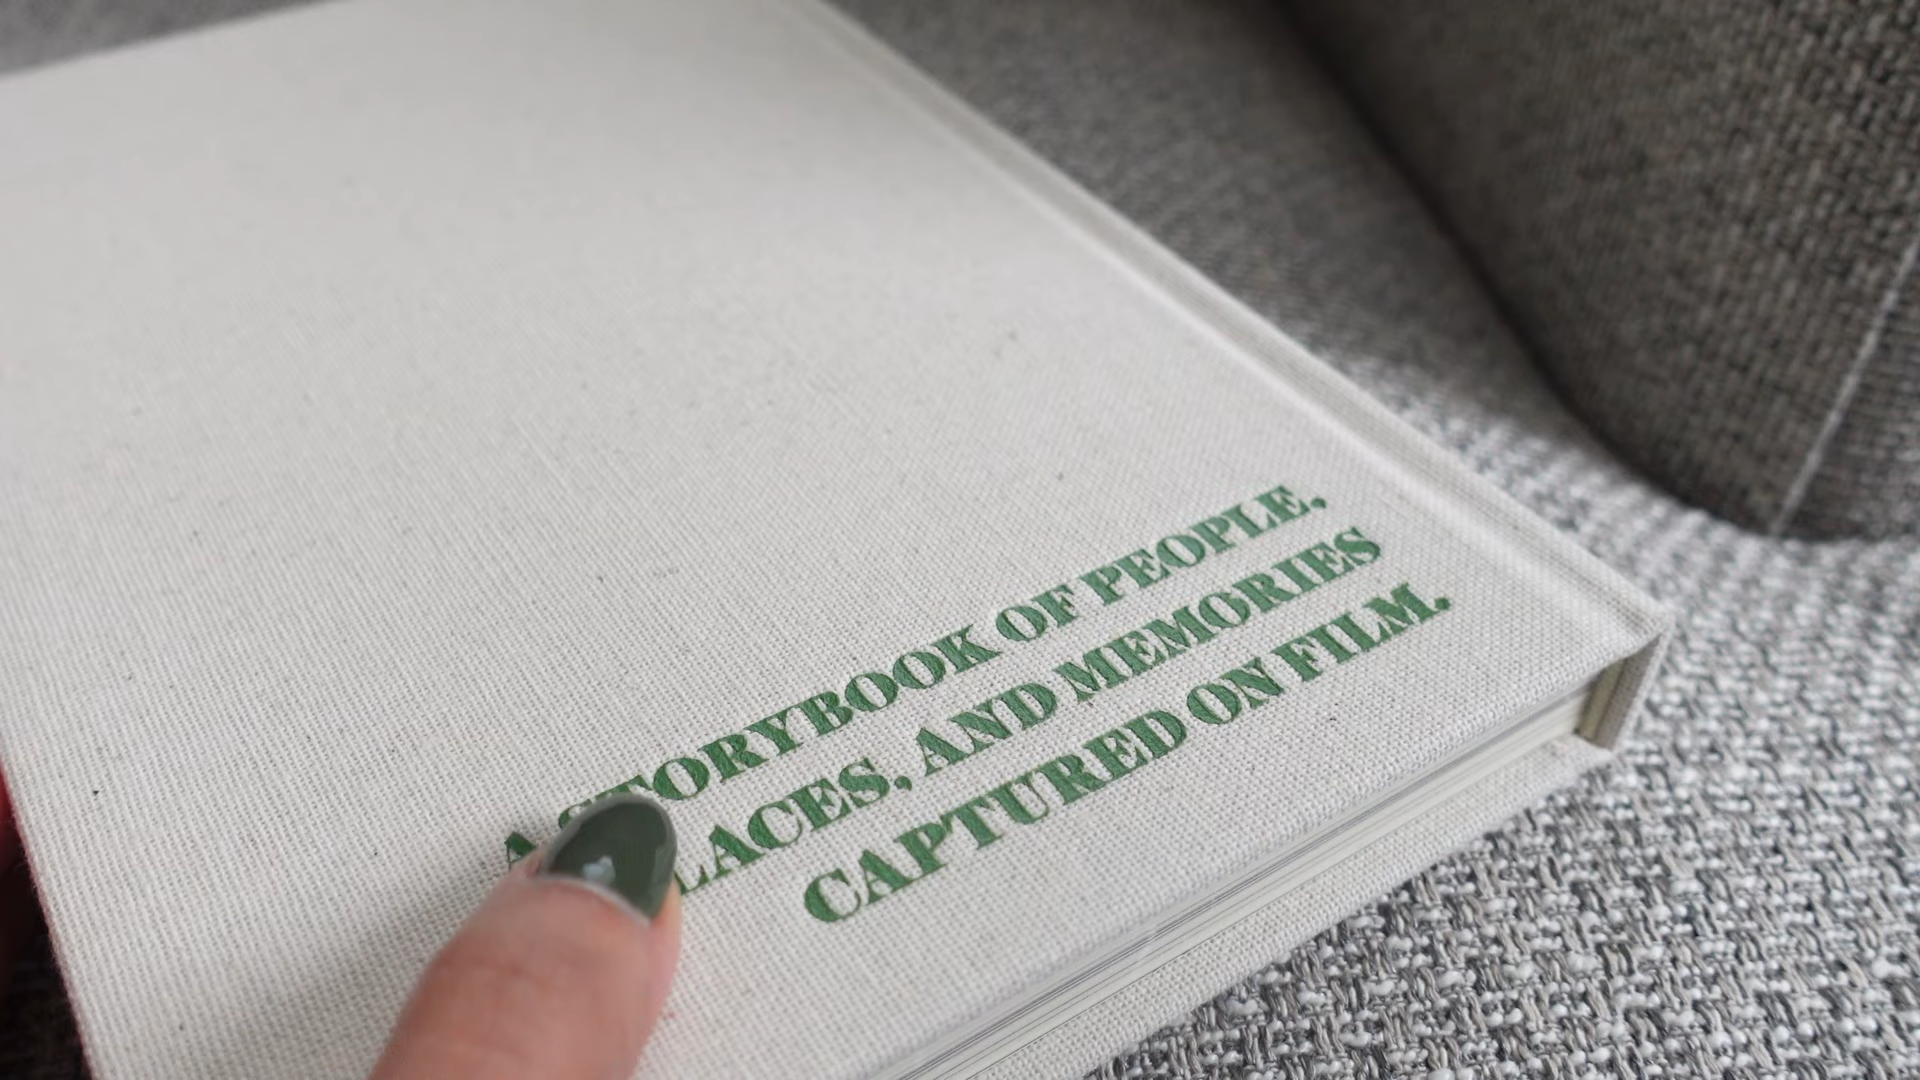 A STORYBOOK OF PEOPLE,
PLACES, AND MEMORIES
CAPTURED ON FILM.